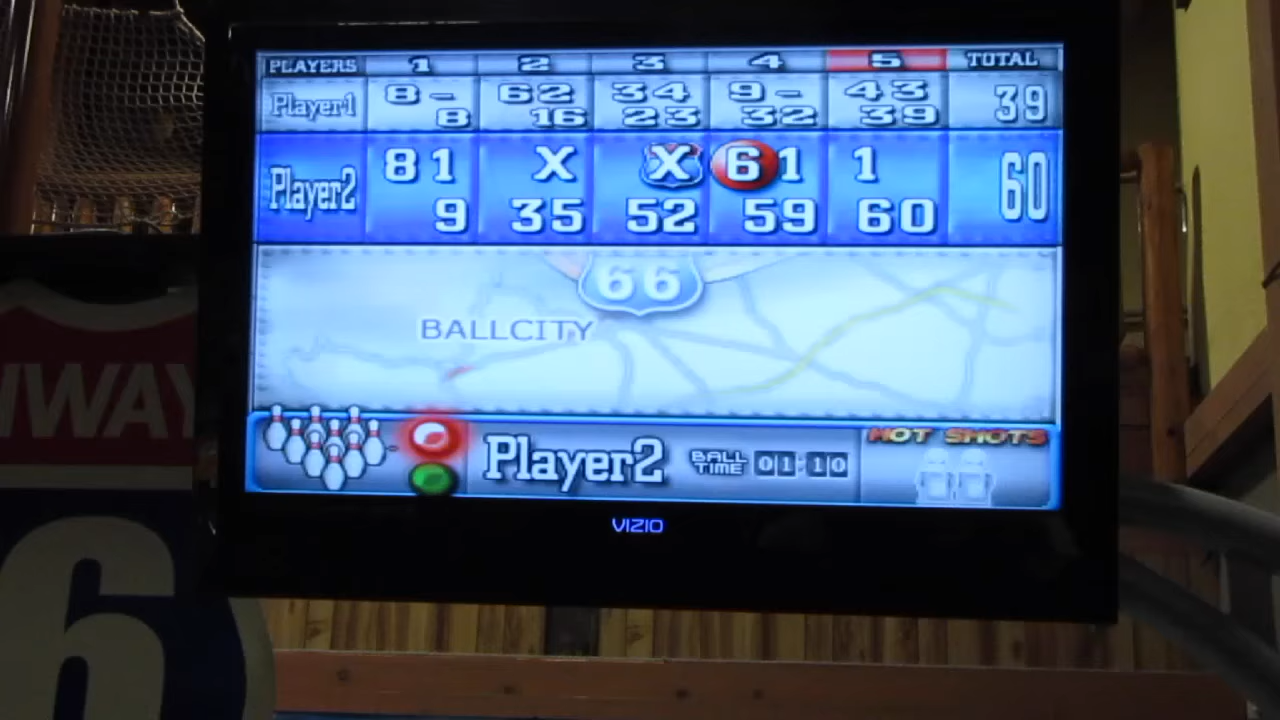 PLAYERS 1 2 3 4 5 TOTAL
Player1 8 - 6 2 3 4 9 - 4 3 39
8 16 23 32 39
Player2 8 1 X X 6 1 1 60
9 35 52 59 60
66
BALLCITY
HOT SHOTS
Player2 BALL TIME 01:10
VIZIO
WAY
6